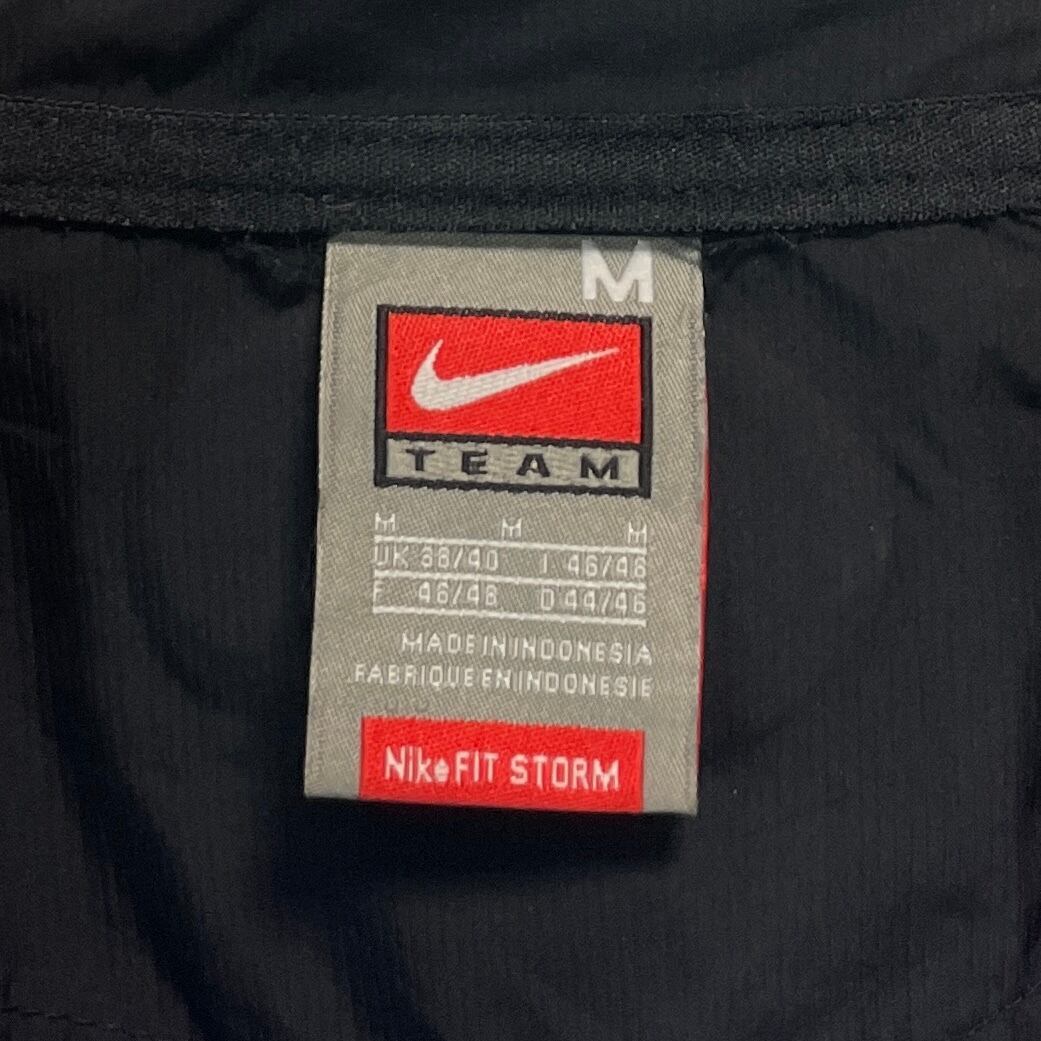 M
TEAM
M M M
UK 38/40 I 46/48
F 46/48 D 44/46
MADE IN INDONESIA
FABRIQUE EN INDONESIE
Nike FIT STORM